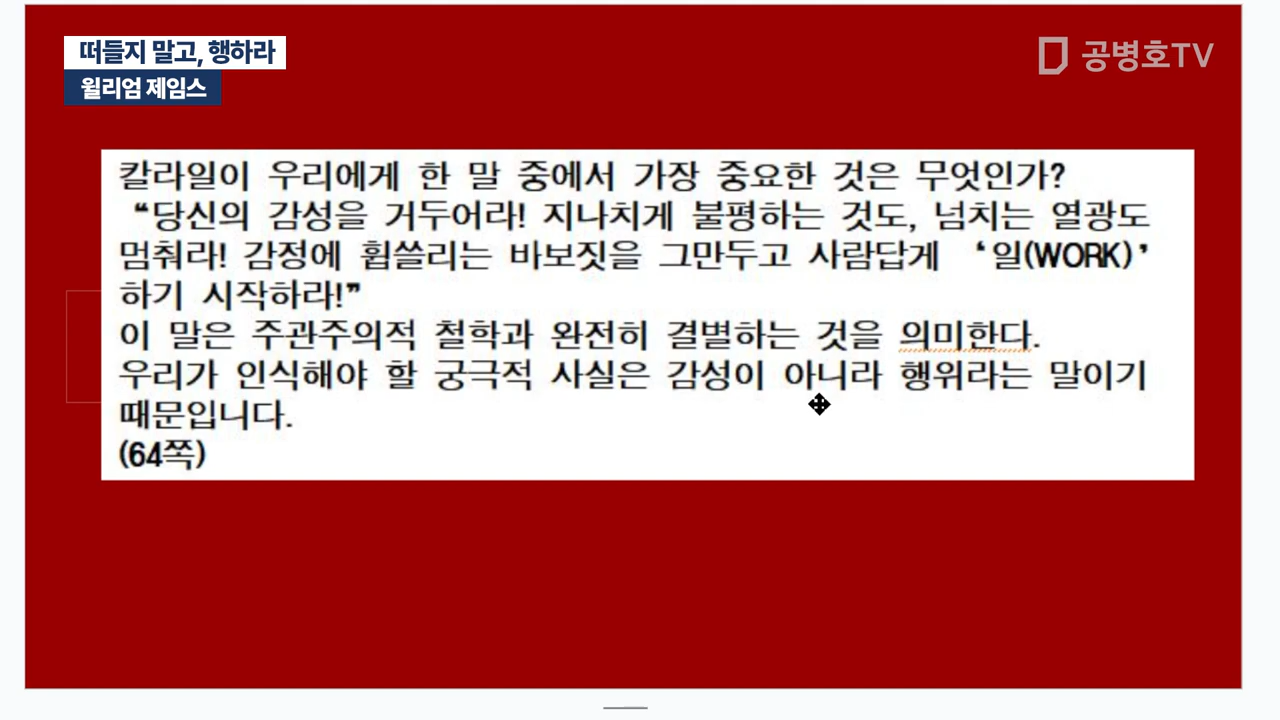 떠들지 말고, 행하라
윌리엄 제임스
공병호TV
칼라일이 우리에게 한 말 중에서 가장 중요한 것은 무엇인가?
“당신의 감성을 거두어라! 지나치게 불평하는 것도, 넘치는 열광도
멈춰라! 감정에 휩쓸리는 바보짓을 그만두고 사람답게 ‘일(WORK)’
하기 시작하라!”
이 말은 주관주의적 철학과 완전히 결별하는 것을 의미한다.
우리가 인식해야 할 궁극적 사실은 감성이 아니라 행위라는 말이기
때문입니다.
(64쪽)